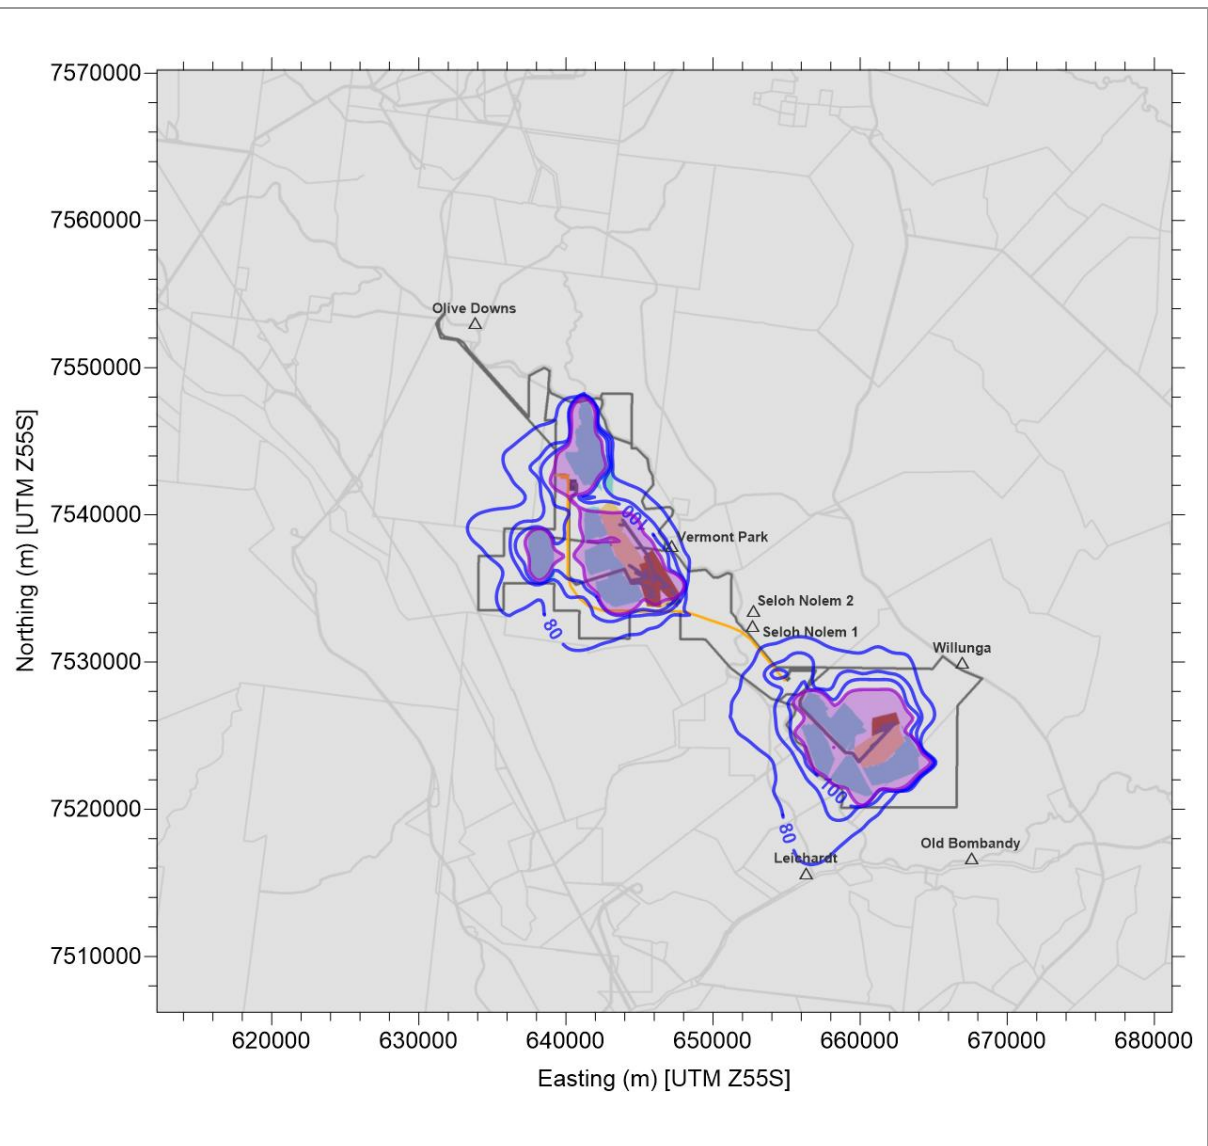 7570000
7560000
7550000
7540000
7530000
7520000
7510000
Northing (m) [UTM Z55S]
Olive Downs
100
Vermont Park
Seloh Nolem 2
80
Seloh Nolem 1
Willunga
100
80
Old Bombandy
Leichardt
620000 630000 640000 650000 660000 670000 680000
Easting (m) [UTM Z55S]